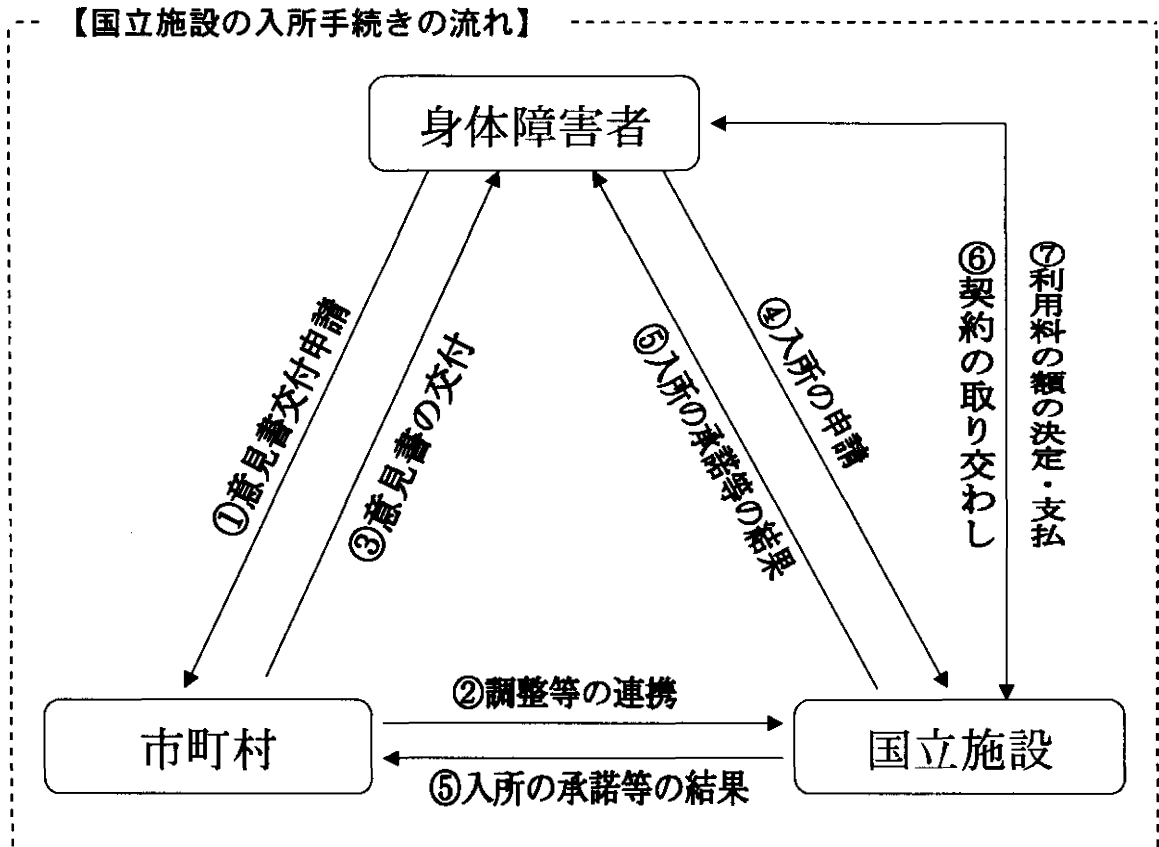 【国立施設の入所手続きの流れ】
身体障害者
①意見書交付申請
③意見書の交付
⑤入所の承諾等の結果
④入所の申請
⑥契約の取り交わし
⑦利用料の額の決定・支払
②調整等の連携
市町村
国立施設
⑤入所の承諾等の結果